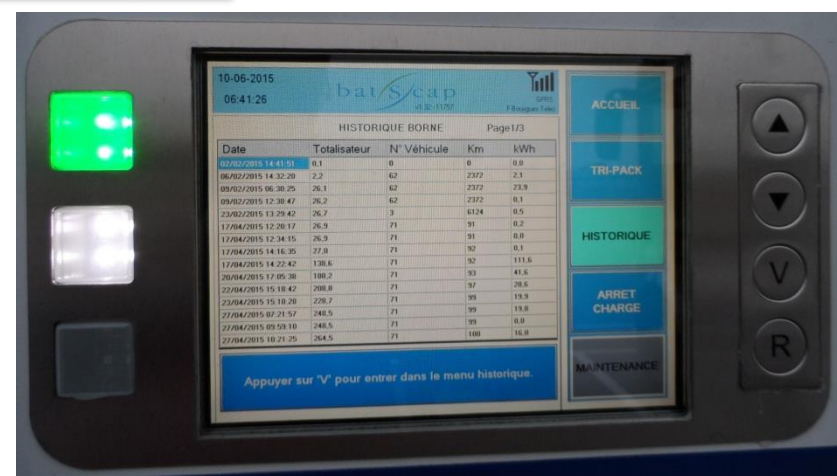 10-06-2015
06:41:26
bat/S/cap
GPRS
HISTORIQUE BORNE Page1/3
Date Totalisateur N° Véhicule Km kWh
02/02/2015 14:41:51 0,1 0 0 0,0
06/02/2015 14:32:20 2,2 62 2372 2,1
09/02/2015 06:30:25 26,1 62 2372 23,9
09/02/2015 12:30:47 26,2 62 2372 0,1
23/02/2015 13:29:42 26,7 3 6124 0,5
17/04/2015 12:20:17 26,9 71 91 0,2
17/04/2015 12:34:15 26,9 71 91 0,0
17/04/2015 14:16:35 27,0 71 92 0,1
17/04/2015 14:22:42 138,6 71 92 111,6
20/04/2015 17:05:38 180,2 71 93 41,6
22/04/2015 15:18:42 208,8 71 97 28,6
23/04/2015 15:10:20 228,7 71 99 19,9
27/04/2015 07:21:57 248,5 71 99 19,8
27/04/2015 09:59:10 248,5 71 99 0,0
27/04/2015 10:21:25 264,5 71 100 16,0
Appuyer sur "V" pour entrer dans le menu historique.
ACCUEIL
TRI-PACK
HISTORIQUE
ARRET
CHARGE
MAINTENANCE
V
R